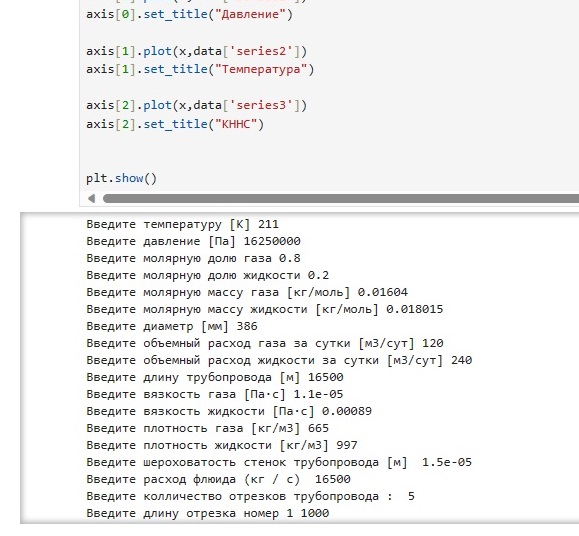 axis[0].set_title("Давление")
axis[1].plot(x,data['series2'])
axis[1].set_title("Температура")
axis[2].plot(x,data['series3'])
axis[2].set_title("КННС")
plt.show()
Введите температуру [K] 211
Введите давление [Па] 16250000
Введите молярную долю газа 0.8
Введите молярную долю жидкости 0.2
Введите молярную массу газа [кг/моль] 0.01604
Введите молярную массу жидкости [кг/моль] 0.018015
Введите диаметр [мм] 386
Введите объемный расход газа за сутки [м3/сут] 120
Введите объемный расход жидкости за сутки [м3/сут] 240
Введите длину трубопровода [м] 16500
Введите вязкость газа [Па·с] 1.1e-05
Введите вязкость жидкости [Па·с] 0.00089
Введите плотность газа [кг/м3] 665
Введите плотность жидкости [кг/м3] 997
Введите шероховатость стенок трубопровода [м]  1.5e-05
Введите расход флюида (кг / с)  16500
Введите колличество отрезков трубопровода :  5
Введите длину отрезка номер 1 1000